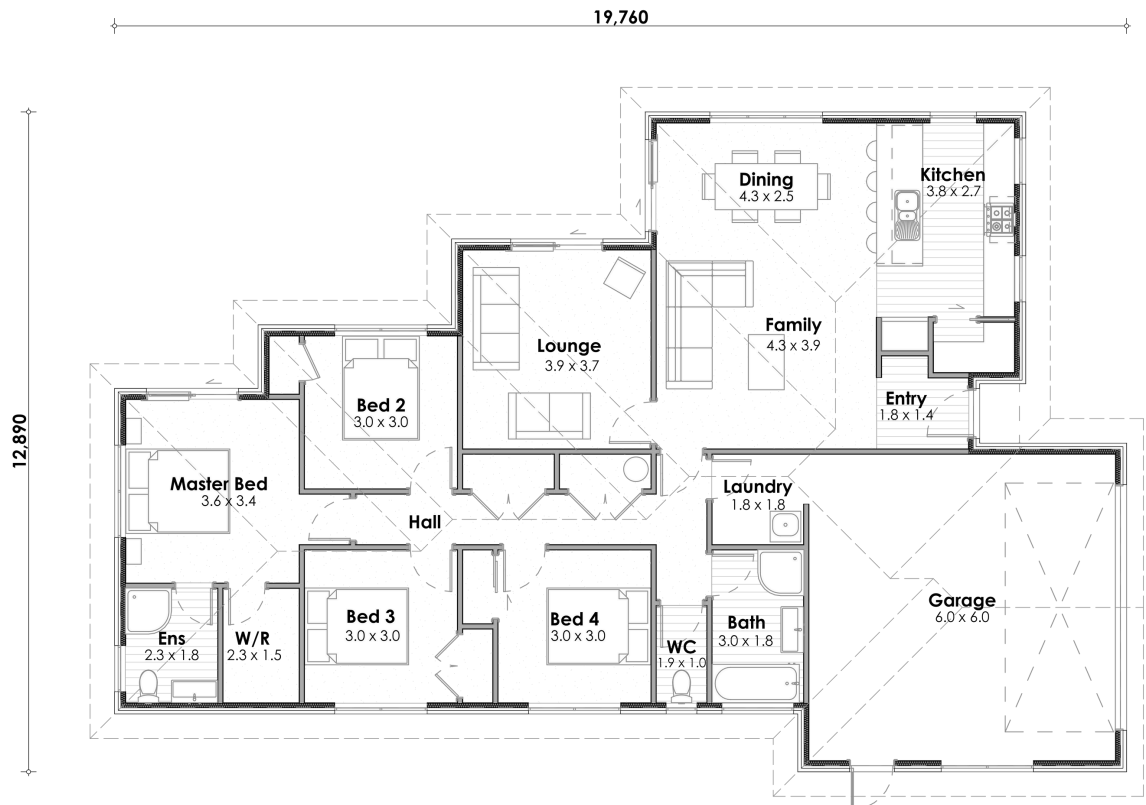 19,760
12,890
Dining
4.3 x 2.5
Kitchen
3.8 x 2.7
Family
4.3 x 3.9
Lounge
3.9 x 3.7
Entry
1.8 x 1.4
Bed 2
3.0 x 3.0
Master Bed
3.6 x 3.4
Hall
Laundry
1.8 x 1.8
Garage
6.0 x 6.0
Ens
2.3 x 1.8
W/R
2.3 x 1.5
Bed 3
3.0 x 3.0
Bed 4
3.0 x 3.0
WC
1.9 x 1.0
Bath
3.0 x 1.8